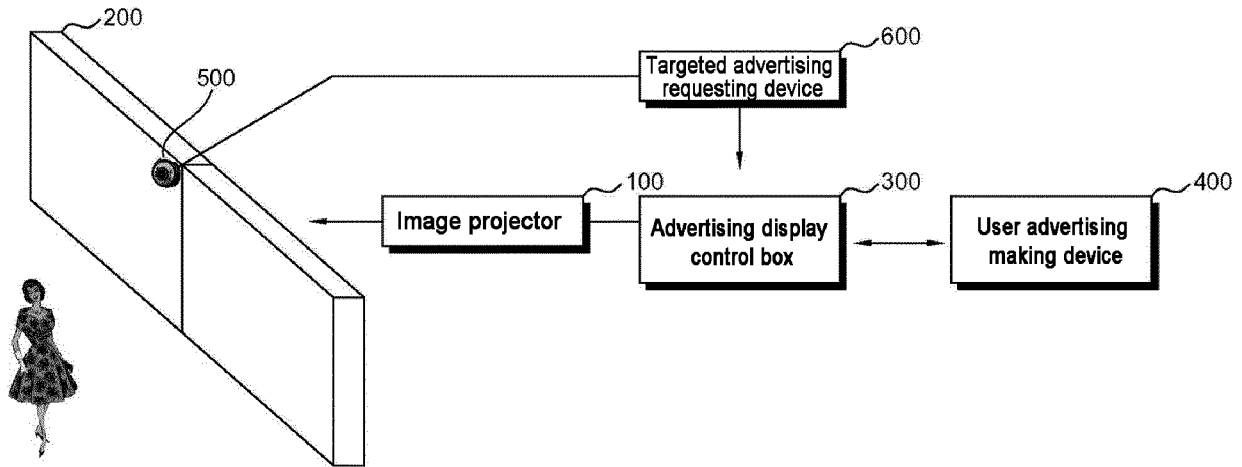 200
500
600
Targeted advertising
requesting device
100
Image projector
300
Advertising display
control box
400
User advertising
making device